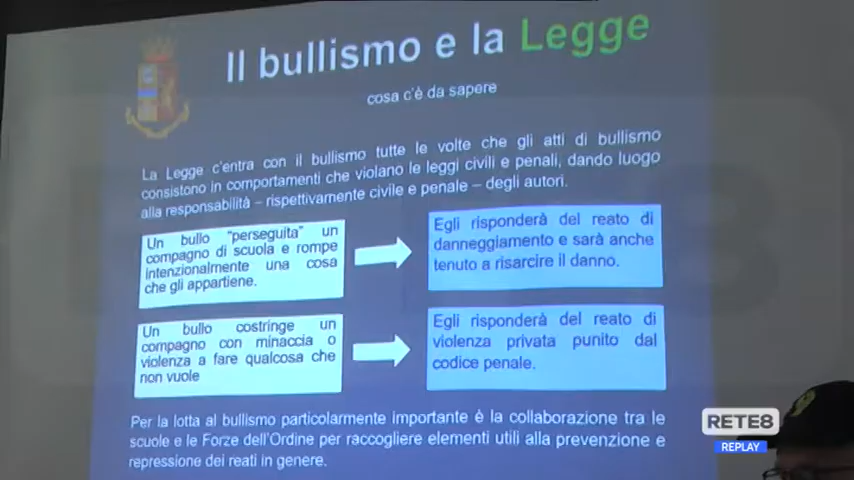 Il bullismo e la Legge
cosa c'è da sapere
La Legge c'entra con il bullismo tutte le volte che gli atti di bullismo
consistono in comportamenti che violano le leggi civili e penali, dando luogo
alla responsabilità – rispettivamente civile e penale – degli autori.
Un bullo "perseguita" un
compagno di scuola e rompe
intenzionalmente una cosa
che gli appartiene.
Egli risponderà del reato di
danneggiamento e sarà anche
tenuto a risarcire il danno.
Un bullo costringe un
compagno con minaccia o
violenza a fare qualcosa che
non vuole
Egli risponderà del reato di
violenza privata punito dal
codice penale.
Per la lotta al bullismo particolarmente importante è la collaborazione tra le
scuole e le Forze dell'Ordine per raccogliere elementi utili alla prevenzione e
repressione dei reati in genere.
RETE8
REPLAY